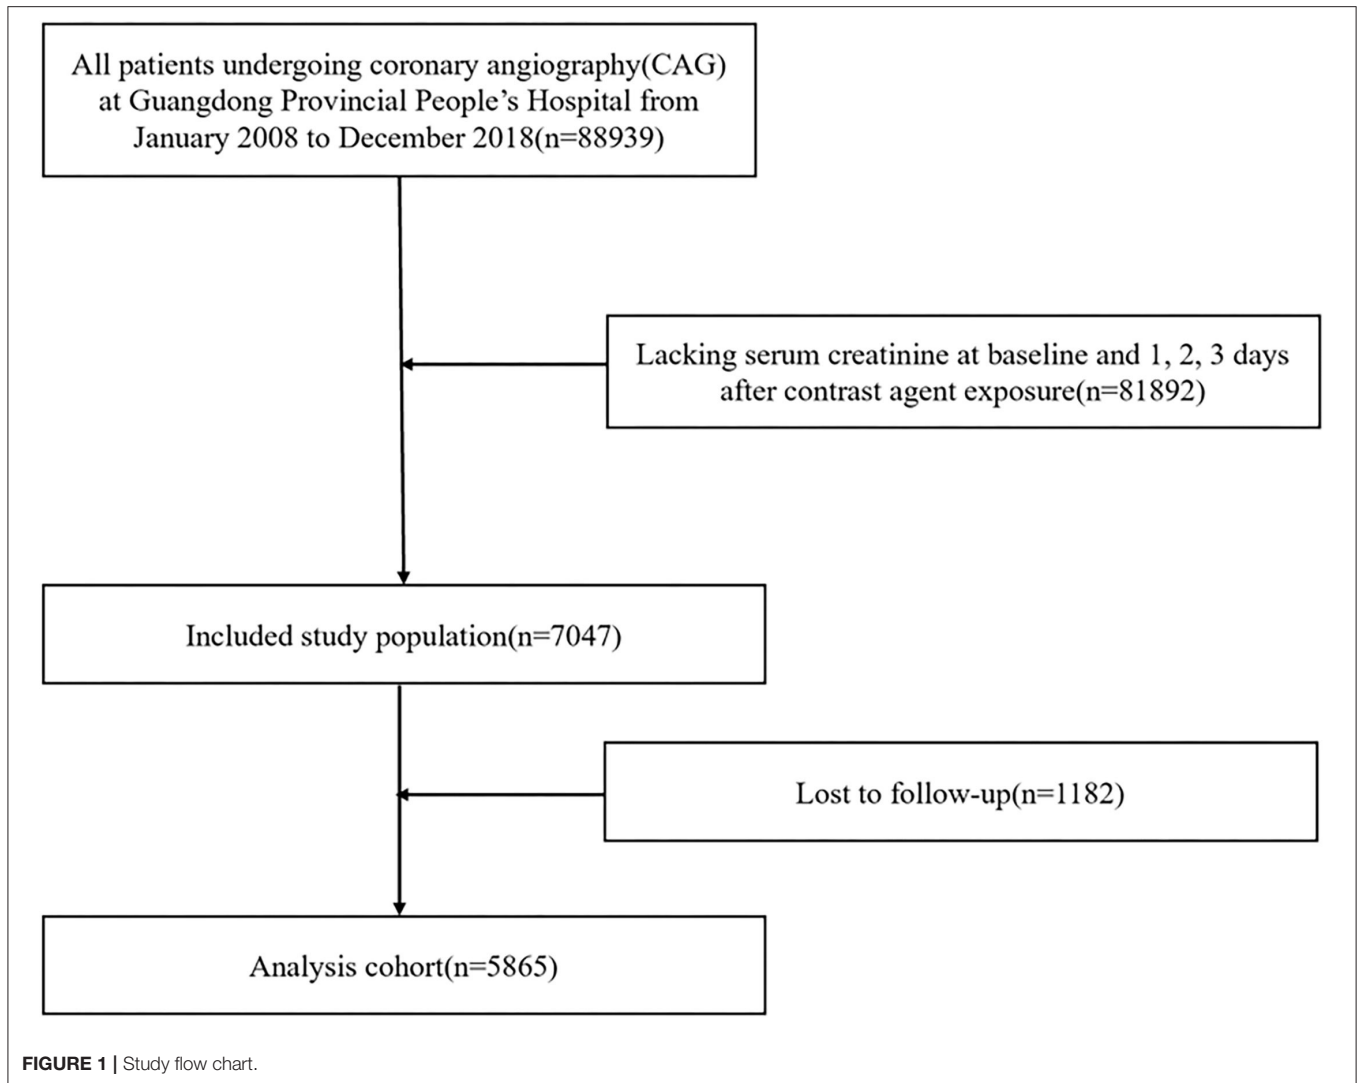 All patients undergoing coronary angiography(CAG)
at Guangdong Provincial People’s Hospital from
January 2008 to December 2018(n=88939)
Lacking serum creatinine at baseline and 1, 2, 3 days
after contrast agent exposure(n=81892)
Included study population(n=7047)
Lost to follow-up(n=1182)
Analysis cohort(n=5865)
FIGURE 1 | Study flow chart.